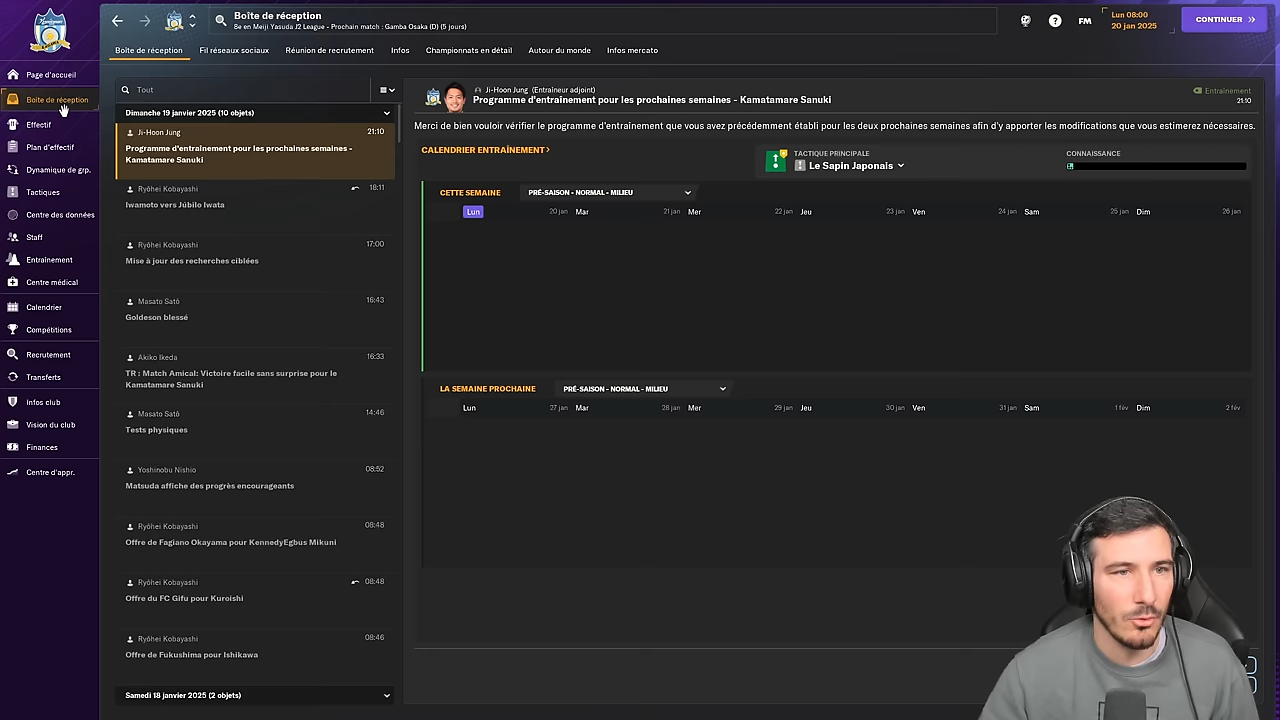 Boîte de réception
8e en Meiji Yasuda J2 League - Prochain match : Gamba Osaka (D) (5 jours)
FM
Lun 08:00
20 jan 2025
CONTINUER
Boîte de réception
Fil réseaux sociaux
Réunion de recrutement
Infos
Championnats en détail
Autour du monde
Infos mercato
Page d'accueil
Boîte de réception
Effectif
Plan d'effectif
Dynamique de grp.
Tactiques
Centre des données
Staff
Entraînement
Centre médical
Calendrier
Compétitions
Recrutement
Transferts
Infos club
Vision du club
Finances
Centre d'appr.
Tout
Dimanche 19 janvier 2025 (10 objets)
Ji-Hoon Jung 21:10
Programme d'entraînement pour les prochaines semaines -
Kamatamare Sanuki
Ryōhei Kobayashi 18:11
Iwamoto vers Júbilo Iwata
Ryōhei Kobayashi 17:00
Mise à jour des recherches ciblées
Masato Satō 16:43
Goldeson blessé
Akiko Ikeda 16:33
TR : Match Amical: Victoire facile sans surprise pour le
Kamatamare Sanuki
Masato Satō 14:46
Tests physiques
Yoshinobu Nishio 08:52
Matsuda affiche des progrès encourageants
Ryōhei Kobayashi 08:48
Offre de Fagiano Okayama pour KennedyEgbus Mikuni
Ryōhei Kobayashi 08:48
Offre du FC Gifu pour Kuroishi
Ryōhei Kobayashi 08:46
Offre de Fukushima pour Ishikawa
Samedi 18 janvier 2025 (2 objets)
Ji-Hoon Jung (Entraîneur adjoint)
Programme d'entraînement pour les prochaines semaines - Kamatamare Sanuki
Entraînement
21:10
Merci de bien vouloir vérifier le programme d'entraînement que vous avez précédemment établi pour les deux prochaines semaines afin d'y apporter les modifications que vous estimerez nécessaires.
CALENDRIER ENTRAÎNEMENT
TACTIQUE PRINCIPALE
Le Sapin Japonais
CONNAISSANCE
CETTE SEMAINE
PRÉ-SAISON - NORMAL - MILIEU
Lun 20 jan Mar 21 jan Mer 22 jan Jeu 23 jan Ven 24 jan Sam 25 jan Dim 26 jan
LA SEMAINE PROCHAINE
PRÉ-SAISON - NORMAL - MILIEU
Lun 27 jan Mar 28 jan Mer 29 jan Jeu 30 jan Ven 31 jan Sam 1 fév Dim 2 fév